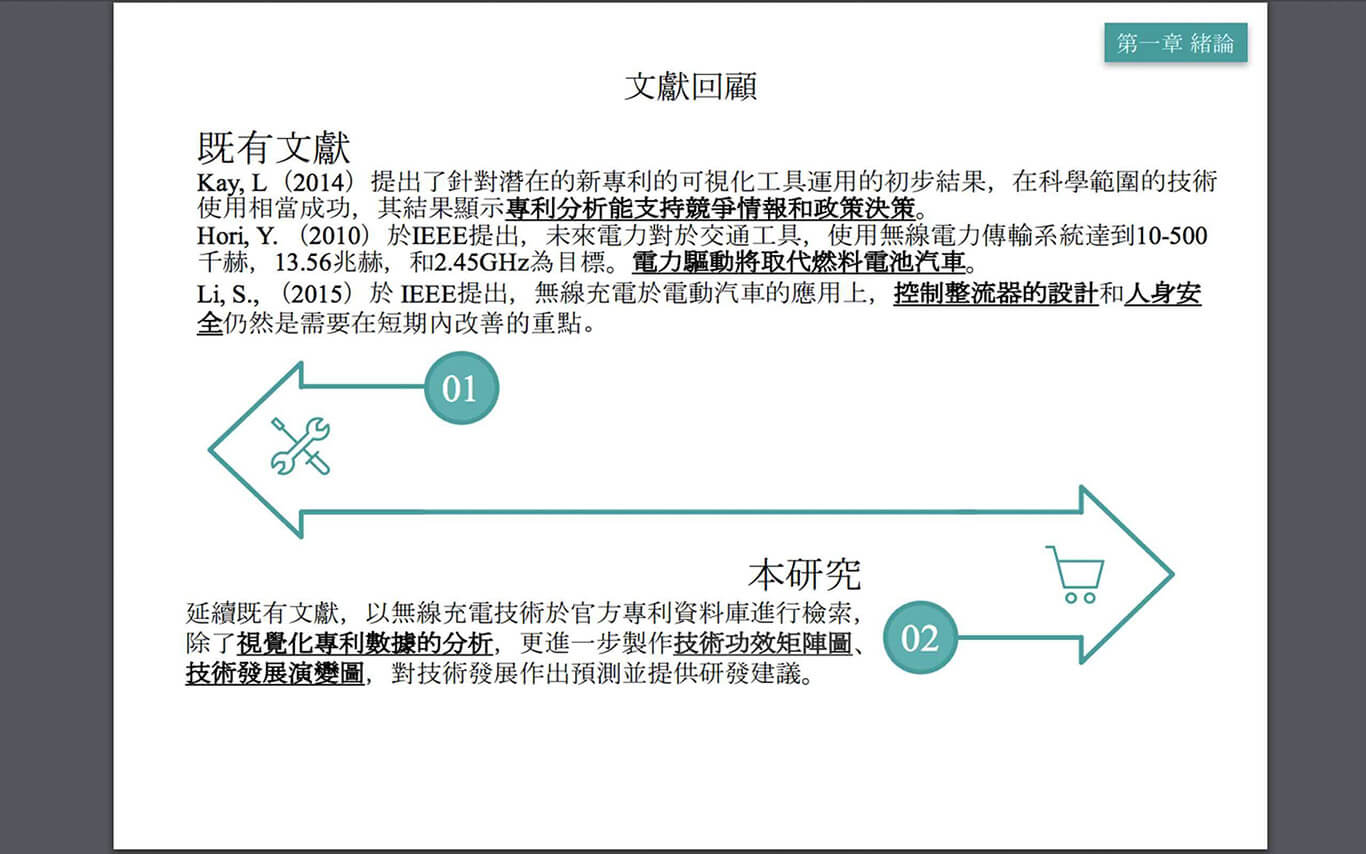 第一章 緒論
文獻回顧
既有文獻
Kay, L（2014）提出了針對潛在的新專利的可視化工具運用的初步結果，在科學範圍的技術
使用相當成功，其結果顯示專利分析能支持競爭情報和政策決策。
Hori, Y. （2010）於IEEE提出，未來電力對於交通工具，使用無線電力傳輸系統達到10-500
千赫，13.56兆赫，和2.45GHz為目標。電力驅動將取代燃料電池汽車。
Li, S., （2015）於 IEEE提出，無線充電於電動汽車的應用上，控制整流器的設計和人身安
全仍然是需要在短期內改善的重點。
01
本研究
延續既有文獻，以無線充電技術於官方專利資料庫進行檢索，
除了視覺化專利數據的分析，更進一步製作技術功效矩陣圖、
技術發展演變圖，對技術發展作出預測並提供研發建議。
02